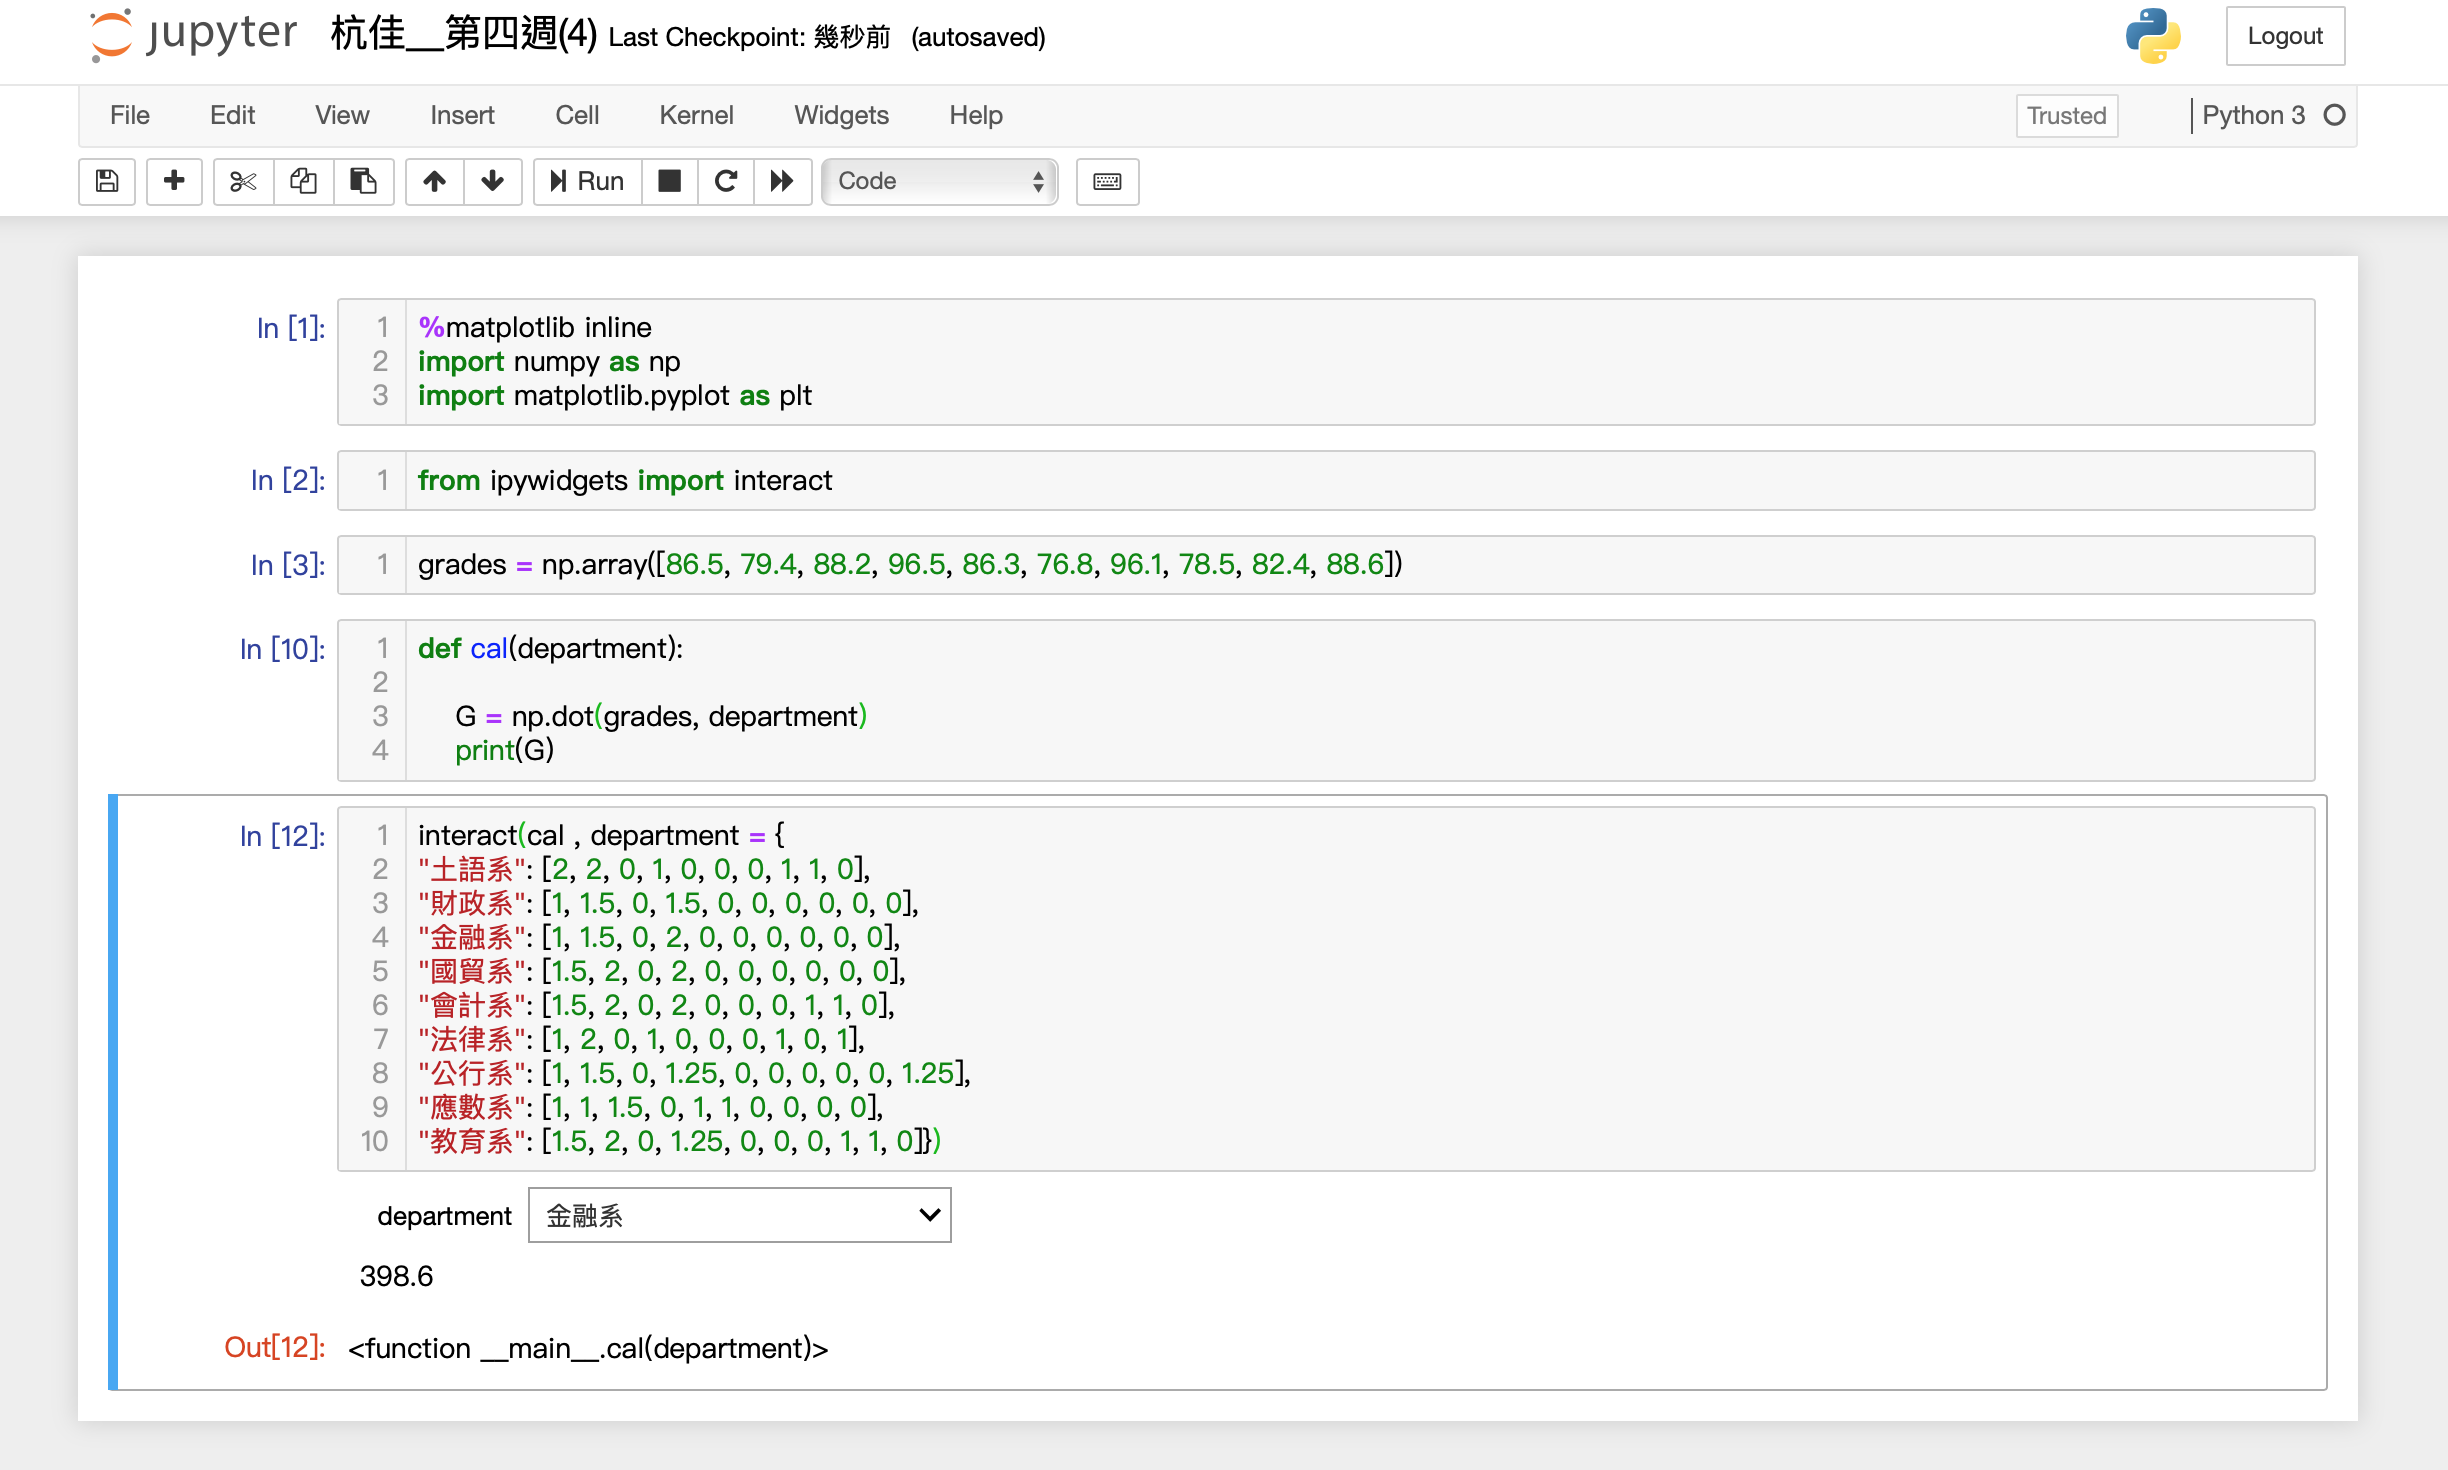 jupyter 杭佳__第四週(4) Last Checkpoint: 幾秒前 (autosaved) Logout
File Edit View Insert Cell Kernel Widgets Help Trusted Python 3
Run Code
In [1]:
1 %matplotlib inline
2 import numpy as np
3 import matplotlib.pyplot as plt
In [2]:
1 from ipywidgets import interact
In [3]:
1 grades = np.array([86.5, 79.4, 88.2, 96.5, 86.3, 76.8, 96.1, 78.5, 82.4, 88.6])
In [10]:
1 def cal(department):
2
3 G = np.dot(grades, department)
4 print(G)
In [12]:
1 interact(cal , department = {
2 "土語系": [2, 2, 0, 1, 0, 0, 0, 1, 1, 0],
3 "財政系": [1, 1.5, 0, 1.5, 0, 0, 0, 0, 0, 0],
4 "金融系": [1, 1.5, 0, 2, 0, 0, 0, 0, 0, 0],
5 "國貿系": [1.5, 2, 0, 2, 0, 0, 0, 0, 0, 0],
6 "會計系": [1.5, 2, 0, 2, 0, 0, 0, 1, 1, 0],
7 "法律系": [1, 2, 0, 1, 0, 0, 0, 1, 0, 1],
8 "公行系": [1, 1.5, 0, 1.25, 0, 0, 0, 0, 0, 1.25],
9 "應數系": [1, 1, 1.5, 0, 1, 1, 0, 0, 0, 0],
10 "教育系": [1.5, 2, 0, 1.25, 0, 0, 0, 1, 1, 0]})
department 金融系
398.6
Out[12]: <function __main__.cal(department)>